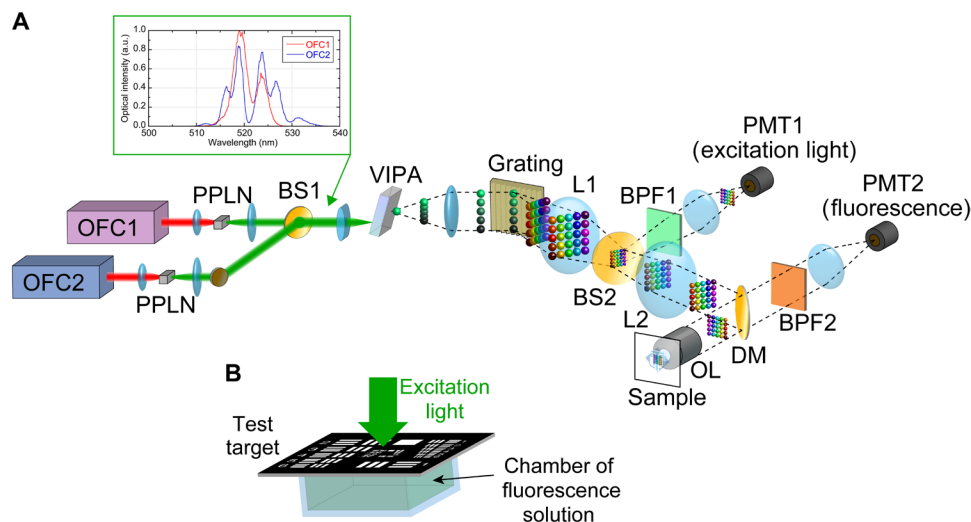 A
Optical intensity (a.u.)
1.0
0.8
0.6
0.4
0.2
0.0
OFC1
OFC2
500
510
520
530
540
Wavelength (nm)
PPLN
BS1
VIPA
Grating
L1
BPF1
PMT1
(excitation light)
PMT2
(fluorescence)
OFC1
OFC2
PPLN
BS2
L2
BPF2
DM
OL
Sample
B
Excitation
light
Test
target
Chamber of
fluorescence
solution